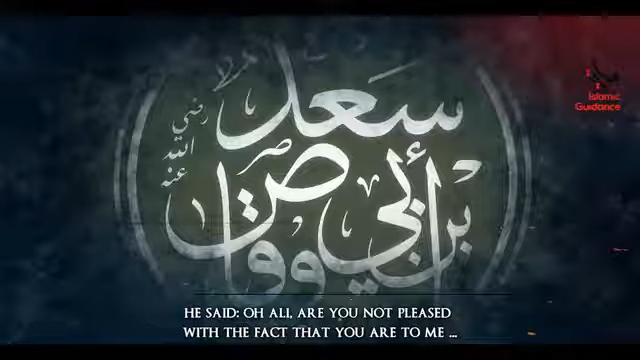 سعد
بن أبي وقاص
رضي
الله
عنه
Islamic
Guidance
HE SAID: OH ALI, ARE YOU NOT PLEASED
WITH THE FACT THAT YOU ARE TO ME ...